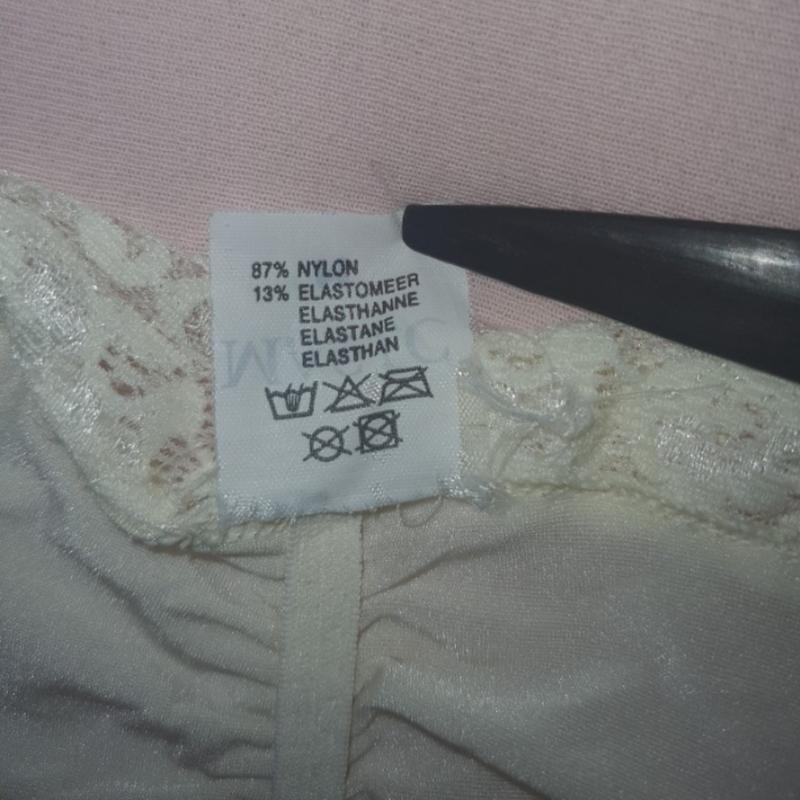 87% NYLON
13% ELASTOMEER
ELASTHANNE
ELASTANE
ELASTHAN